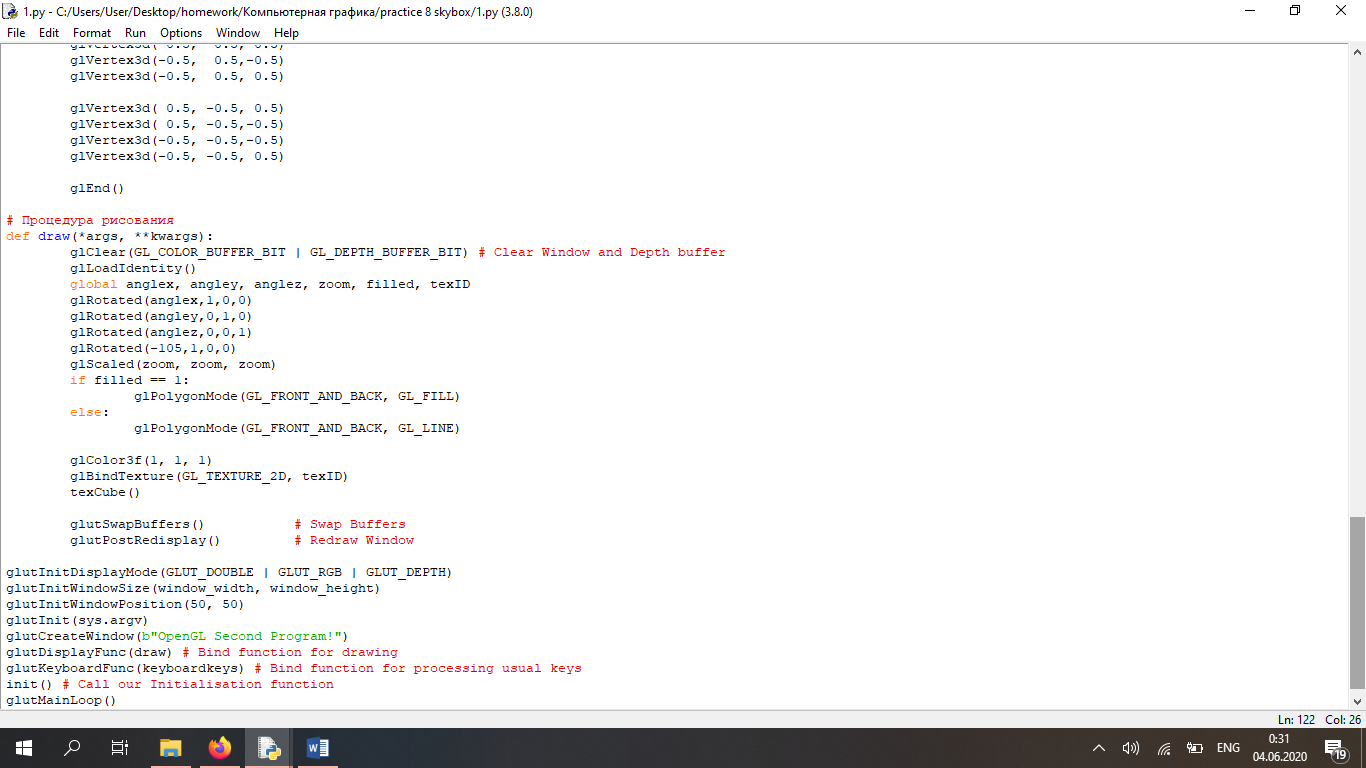 1.py - C:/Users/User/Desktop/homework/Компьютерная графика/practice 8 skybox/1.py (3.8.0)
File Edit Format Run Options Window Help
glVertex3d( 0.5, 0.5, 0.5)
glVertex3d(-0.5,  0.5,-0.5)
glVertex3d(-0.5,  0.5, 0.5)
glVertex3d( 0.5, -0.5, 0.5)
glVertex3d( 0.5, -0.5,-0.5)
glVertex3d(-0.5, -0.5,-0.5)
glVertex3d(-0.5, -0.5, 0.5)
glEnd()
# Процедура рисования
def draw(*args, **kwargs):
glClear(GL_COLOR_BUFFER_BIT | GL_DEPTH_BUFFER_BIT) # Clear Window and Depth buffer
glLoadIdentity()
global anglex, angley, anglez, zoom, filled, texID
glRotated(anglex,1,0,0)
glRotated(angley,0,1,0)
glRotated(anglez,0,0,1)
glRotated(-105,1,0,0)
glScaled(zoom, zoom, zoom)
if filled == 1:
glPolygonMode(GL_FRONT_AND_BACK, GL_FILL)
else:
glPolygonMode(GL_FRONT_AND_BACK, GL_LINE)
glColor3f(1, 1, 1)
glBindTexture(GL_TEXTURE_2D, texID)
texCube()
glutSwapBuffers() # Swap Buffers
glutPostRedisplay() # Redraw Window
glutInitDisplayMode(GLUT_DOUBLE | GLUT_RGB | GLUT_DEPTH)
glutInitWindowSize(window_width, window_height)
glutInitWindowPosition(50, 50)
glutInit(sys.argv)
glutCreateWindow(b"OpenGL Second Program!")
glutDisplayFunc(draw) # Bind function for drawing
glutKeyboardFunc(keyboardkeys) # Bind function for processing usual keys
init() # Call our Initialisation function
glutMainLoop()
Ln: 122 Col: 26
ENG
0:31
04.06.2020
19